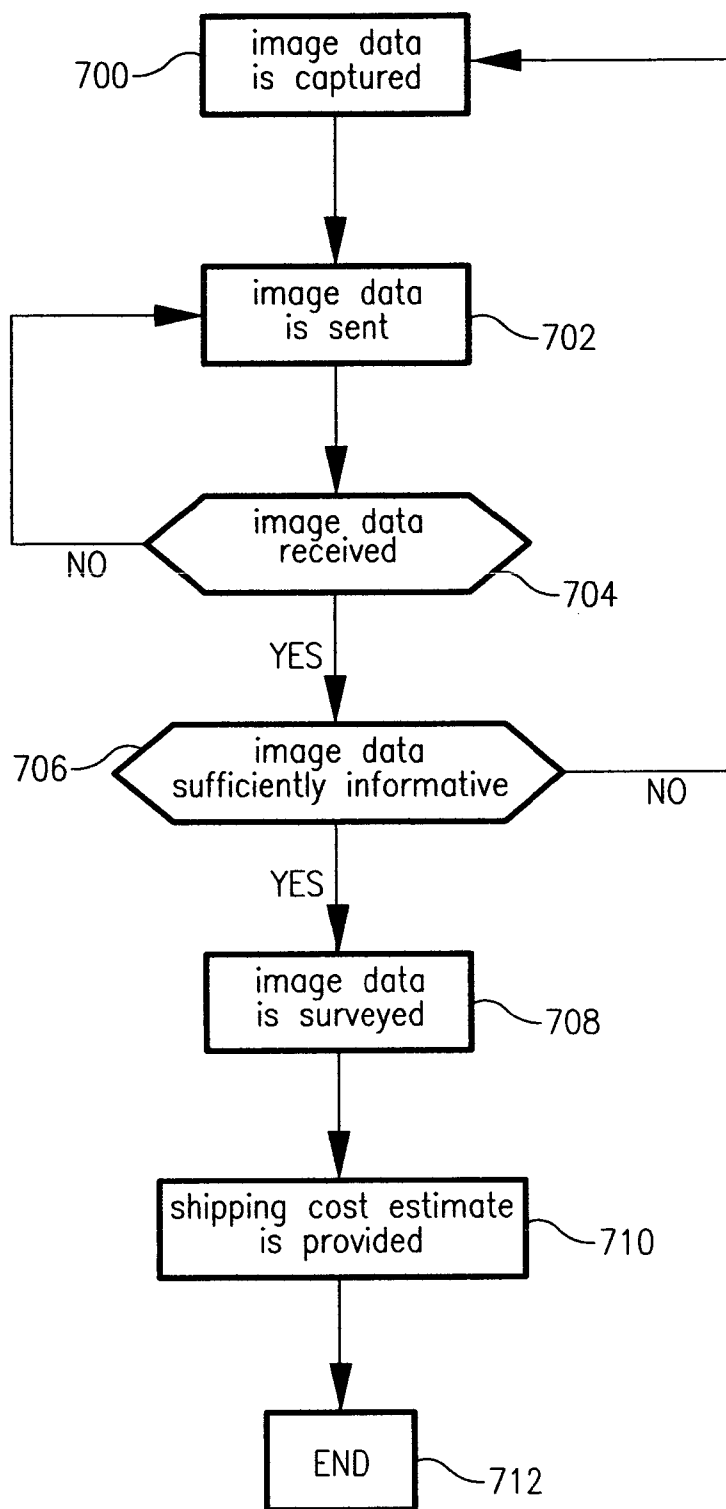 image data
is captured
700
image data
is sent
702
image data
received
704
NO
YES
image data
sufficiently informative
706
NO
YES
image data
is surveyed
708
shipping cost estimate
is provided
710
END
712